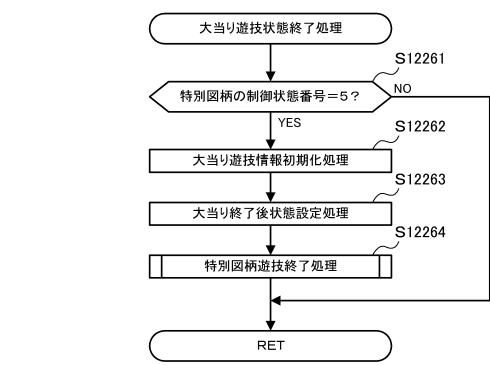 大当り遊技状態終了処理
S12261
特別図柄の制御状態番号=5?
NO
YES
S12262
大当り遊技情報初期化処理
S12263
大当り終了後状態設定処理
S12264
特別図柄遊技終了処理
RET